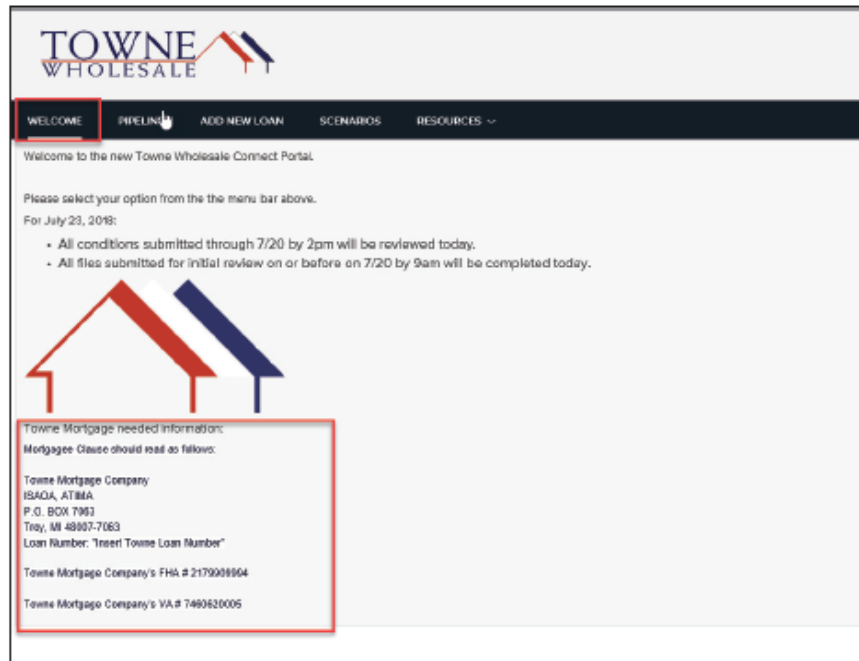 TOWNE
WHOLESALE
WELCOME PIPELINE ADD NEW LOAN SCENARIOS RESOURCES
Welcome to the new Towne Wholesale Connect Portal.
Please select your option from the the menu bar above.
For July 23, 2018:
• All conditions submitted through 7/20 by 2pm will be reviewed today.
• All files submitted for initial review on or before on 7/20 by 9am will be completed today.
Towne Mortgage needed information:
Mortgagee Clause should read as follows:
Towne Mortgage Company
ISAOA, ATIMA
P.O. BOX 7063
Troy, MI 48007-7063
Loan Number: "Insert Towne Loan Number"
Towne Mortgage Company's FHA #
Towne Mortgage Company's VA # 7460620005